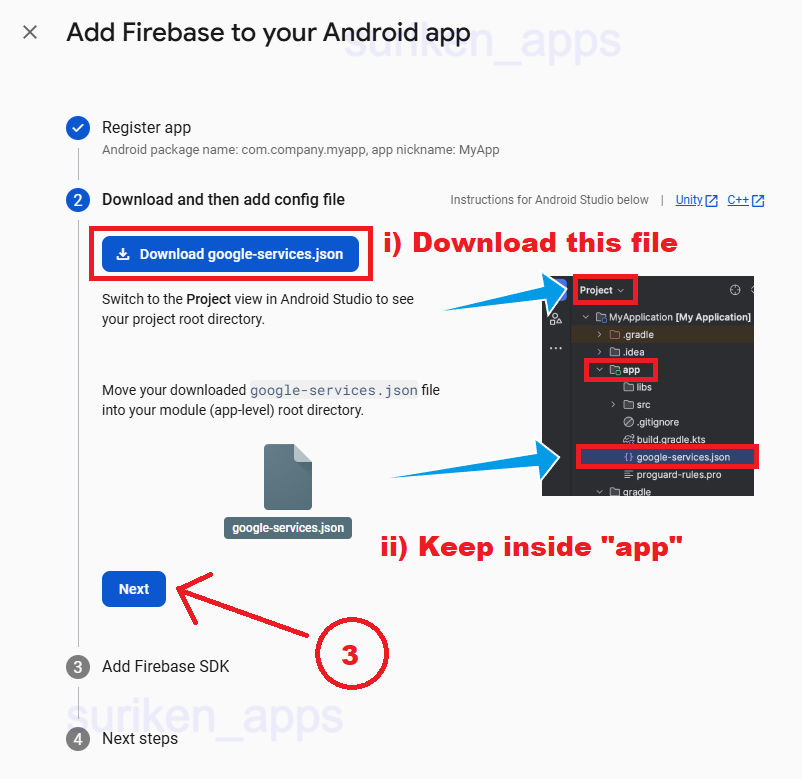 Add Firebase to your Android app
suriken_apps
Register app
Android package name: com.company.myapp, app nickname: MyApp
2
Download and then add config file
Instructions for Android Studio below | Unity C++
Download google-services.json
i) Download this file
Switch to the Project view in Android Studio to see
your project root directory.
Project
MyApplication [My Application]
.gradle
.idea
app
libs
src
.gitignore
build.gradle.kts
{} google-services.json
proguard-rules.pro
gradle
Move your downloaded google-services.json file
into your module (app-level) root directory.
google-services.json
ii) Keep inside "app"
Next
3
3
Add Firebase SDK
suriken_apps
4
Next steps